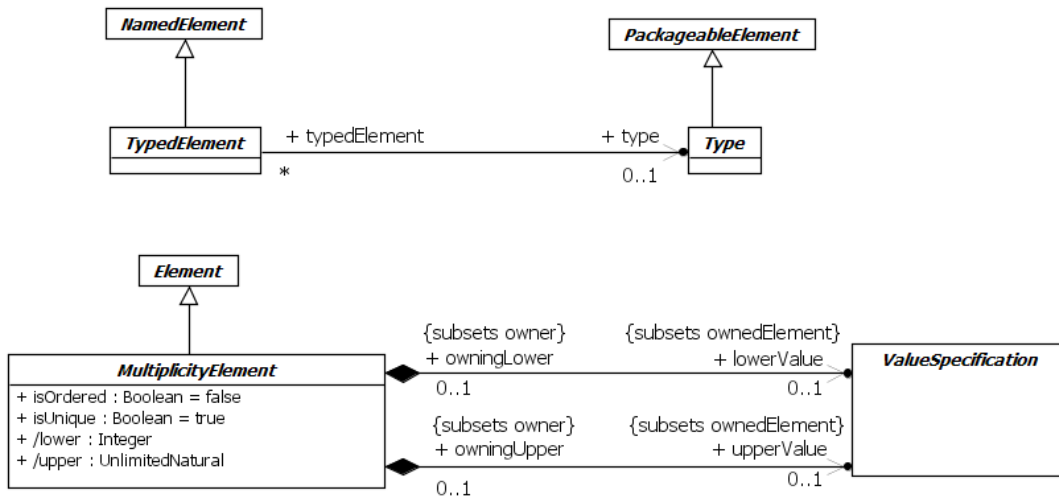 NamedElement
PackageableElement
TypedElement
+ typedElement
*
+ type
0..1
Type
Element
MultiplicityElement
+ isOrdered : Boolean = false
+ isUnique : Boolean = true
+ /lower : Integer
+ /upper : UnlimitedNatural
{subsets owner}
+ owningLower
0..1
{subsets ownedElement}
+ lowerValue
0..1
{subsets owner}
+ owningUpper
0..1
{subsets ownedElement}
+ upperValue
0..1
ValueSpecification